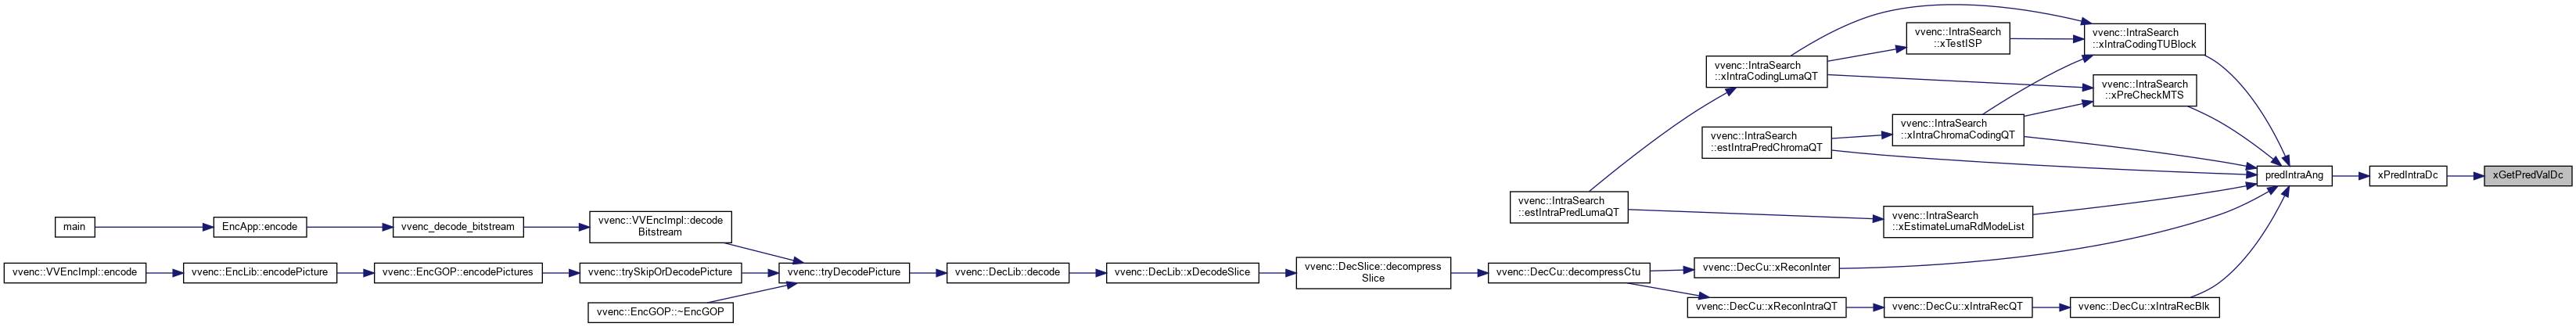 vvenc::IntraSearch
::xIntraCodingTUBlock
vvenc::IntraSearch
::xTestISP
vvenc::IntraSearch
::xIntraCodingLumaQT
vvenc::IntraSearch
::xPreCheckMTS
vvenc::IntraSearch
::xIntraChromaCodingQT
vvenc::IntraSearch
::estIntraPredChromaQT
predIntraAng
xPredIntraDc
xGetPredValDc
vvenc::IntraSearch
::estIntraPredLumaQT
vvenc::IntraSearch
::xEstimateLumaRdModeList
main
EncApp::encode
vvenc_decode_bitstream
vvenc::VVEncImpl::decode
Bitstream
vvenc::VVEncImpl::encode
vvenc::EncLib::encodePicture
vvenc::EncGOP::encodePictures
vvenc::trySkipOrDecodePicture
vvenc::tryDecodePicture
vvenc::DecLib::decode
vvenc::DecLib::xDecodeSlice
vvenc::DecSlice::decompress
Slice
vvenc::DecCu::decompressCtu
vvenc::DecCu::xReconInter
vvenc::EncGOP::~EncGOP
vvenc::DecCu::xReconIntraQT
vvenc::DecCu::xIntraRecQT
vvenc::DecCu::xIntraRecBlk